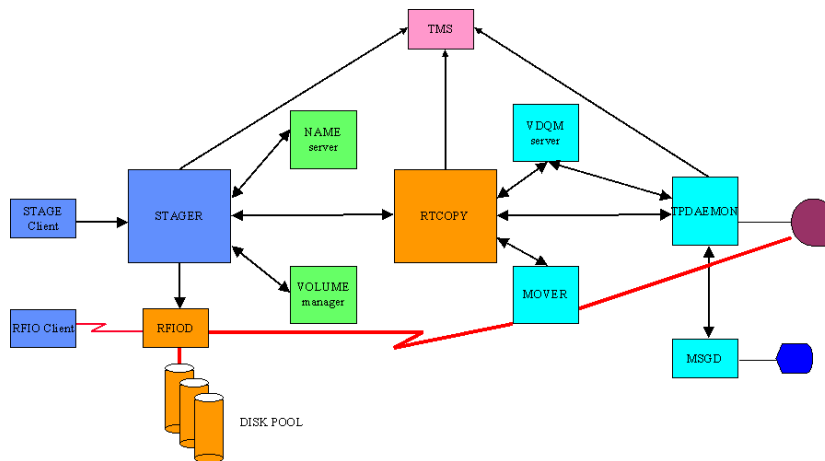 TMS
NAME
server
VDQM
server
STAGE
Client
STAGER
RTCOPY
TPDAEMON
VOLUME
manager
MOVER
RFIO Client
RFIOD
MSGD
DISK POOL